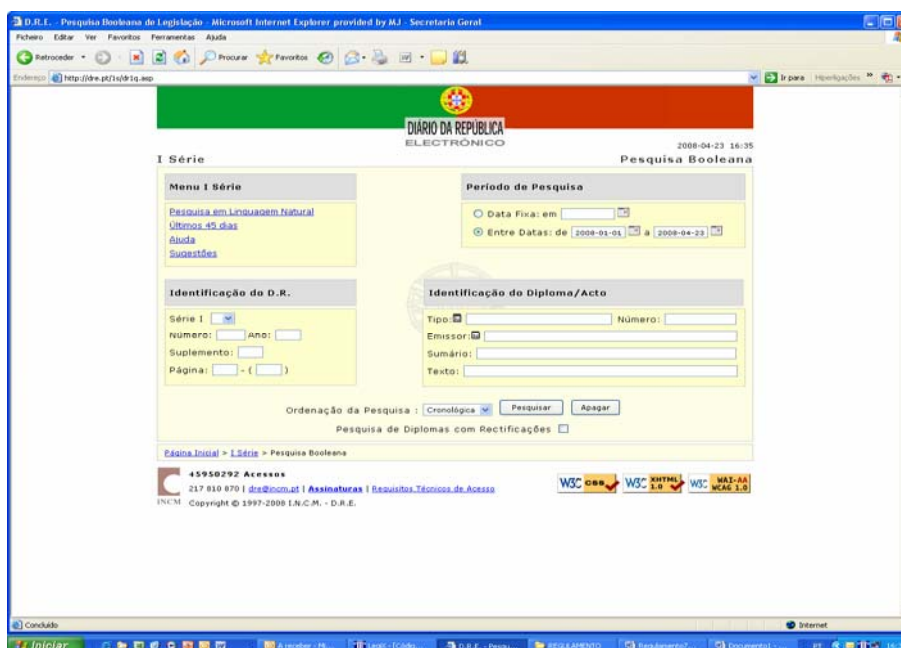 D.R.E. - Pesquisa Booleana de Legislação - Microsoft Internet Explorer provided by MJ - Secretaria Geral
Ficheiro Editar Ver Favoritos Ferramentas Ajuda
Retroceder Procurar Favoritos
Endereço http://dre.pt/1s/dr1q.asp Ir para Hiperligações
DIÁRIO DA REPÚBLICA
ELECTRÓNICO
2008-04-23 16:35
I Série Pesquisa Booleana
Menu I Série
Pesquisa em Linguagem Natural
Últimos 45 dias
Ajuda
Sugestões
Período de Pesquisa
Data Fixa: em
Entre Datas: de 2008-01-01 a 2008-04-23
Identificação do D.R.
Série I
Número: Ano:
Suplemento:
Página: - ( )
Identificação do Diploma/Acto
Tipo: Número:
Emissor:
Sumário:
Texto:
Ordenação da Pesquisa : Cronológica Pesquisar Apagar
Pesquisa de Diplomas com Rectificações
Página Inicial > I Série > Pesquisa Booleana
45950292 Acessos
217 810 870 | dre@incm.pt | Assinaturas | Requisitos Técnicos de Acesso
INCM Copyright © 1997-2008 I.N.C.M. - D.R.E.
W3C css W3C XHTML 1.0 W3C WAI-AA WCAG 1.0
Concluído Internet
Iniciar A receber - Mi... LegiX - [Códig... D.R.E. - Pesqu... REGULAMENTO Regulamento7... Documento1 - ... PT